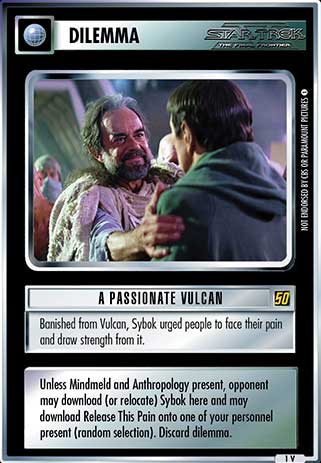 DILEMMA
STAR TREK
THE FINAL FRONTIER
NOT ENDORSED BY CBS OR PARAMOUNT PICTURES
A PASSIONATE VULCAN
50
Banished from Vulcan, Sybok urged people to face their pain
and draw strength from it.
Unless Mindmeld and Anthropology present, opponent
may download (or relocate) Sybok here and may
download Release This Pain onto one of your personnel
present (random selection). Discard dilemma.
1 V